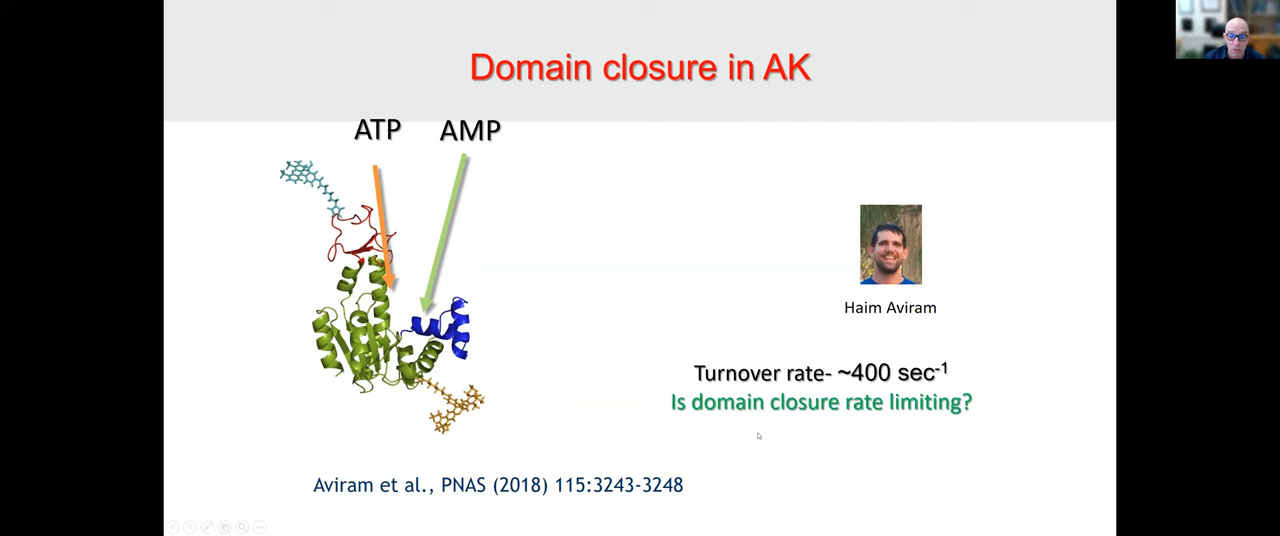 Domain closure in AK
ATP AMP
Haim Aviram
Turnover rate- ~400 sec-1
Is domain closure rate limiting?
Aviram et al., PNAS (2018) 115:3243-3248